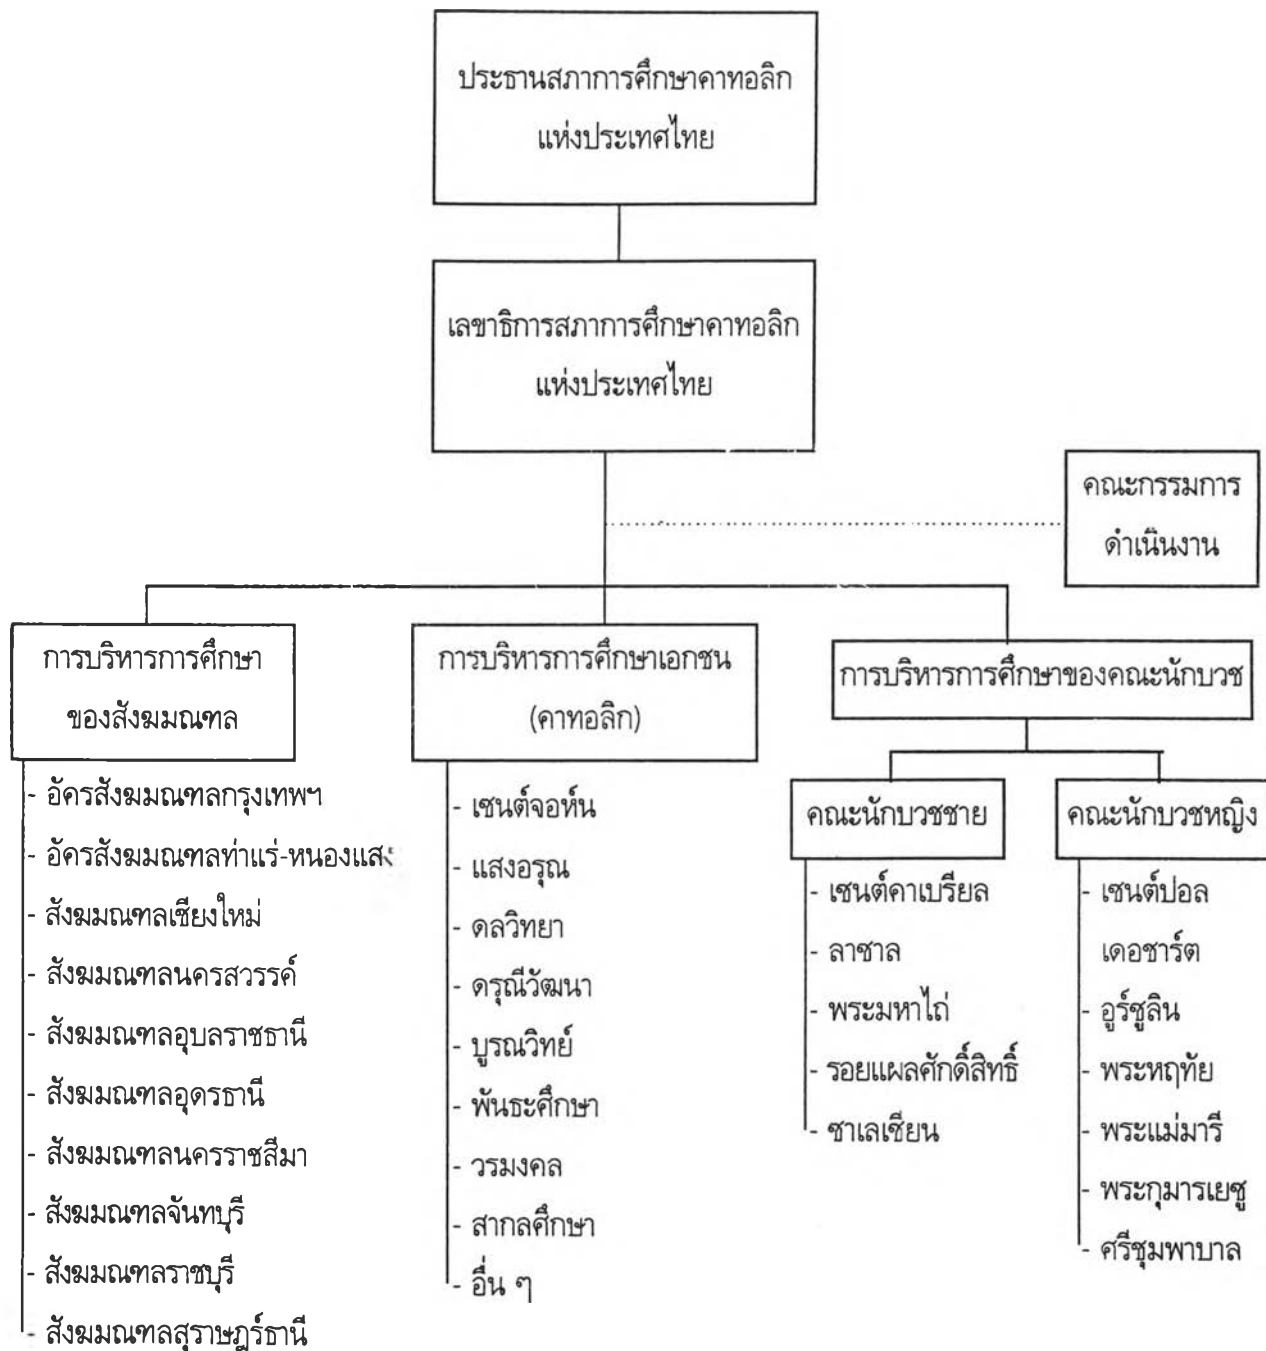 ประธานสภาการศึกษาคาทอลิก
แห่งประเทศไทย
เลขาธิการสภาการศึกษาคาทอลิก
แห่งประเทศไทย
คณะกรรมการ
ดำเนินงาน
การบริหารการศึกษา
ของสังฆมณฑล
- อัครสังฆมณฑลกรุงเทพฯ
- อัครสังฆมณฑลท่าแร่-หนองแสง
- สังฆมณฑลเชียงใหม่
- สังฆมณฑลนครสวรรค์
- สังฆมณฑลอุบลราชธานี
- สังฆมณฑลอุดรธานี
- สังฆมณฑลนครราชสีมา
- สังฆมณฑลจันทบุรี
- สังฆมณฑลราชบุรี
- สังฆมณฑลสุราษฎร์ธานี
การบริหารการศึกษาเอกชน
(คาทอลิก)
- เซนต์จอห์น
- แสงอรุณ
- ดลวิทยา
- ดรุณีวัฒนา
- บูรณวิทย์
- พันธะศึกษา
- วรมงคล
- สากลศึกษา
- อื่น ๆ
การบริหารการศึกษาของคณะนักบวช
คณะนักบวชชาย
- เซนต์คาเบรียล
- ลาซาล
- พระมหาไถ่
- รอยแผลศักดิ์สิทธิ์
- ซาเลเซียน
คณะนักบวชหญิง
- เซนต์ปอล
เดอชาร์ต
- อูร์ซูลิน
- พระหฤทัย
- พระแม่มารี
- พระกุมารเยซู
- ศรีชุมพาบาล